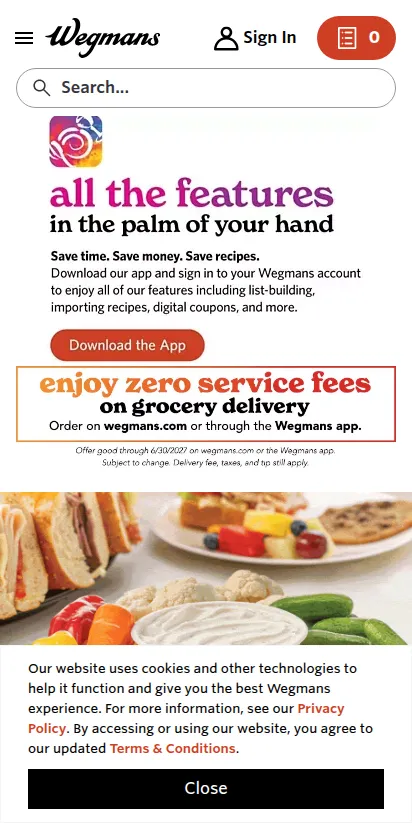 Wegmans
Sign In
0
Search...
all the features
in the palm of your hand
Save time. Save money. Save recipes.
Download our app and sign in to your Wegmans account
to enjoy all of our features including list-building,
importing recipes, digital coupons, and more.
Download the App
enjoy zero service fees
on grocery delivery
Order on wegmans.com or through the Wegmans app.
Offer good through 6/30/2027 on wegmans.com or the Wegmans app.
Subject to change. Delivery fee, taxes, and tip still apply.
Our website uses cookies and other technologies to
help it function and give you the best Wegmans
experience. For more information, see our Privacy
Policy. By accessing or using our website, you agree to
our updated Terms & Conditions.
Close